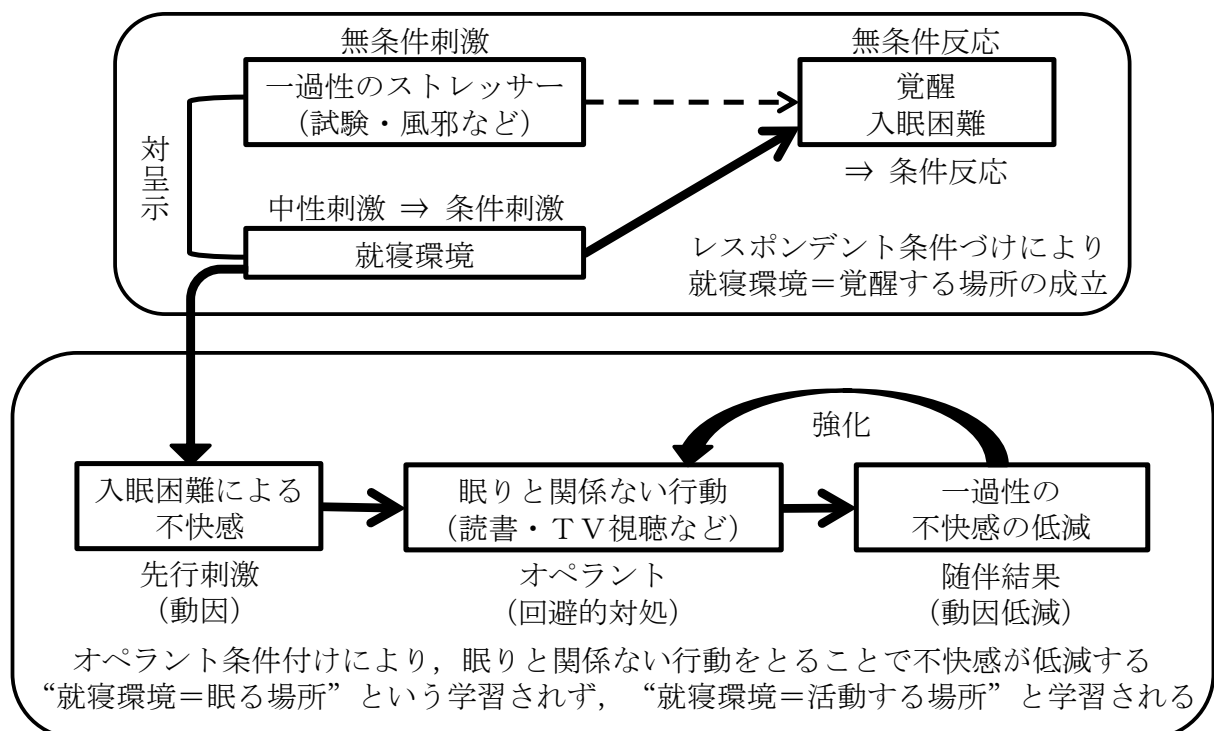 無条件刺激
無条件反応
一過性のストレッサー
(試験・風邪など)
覚醒
入眠困難
対呈示
⇒ 条件反応
中性刺激 ⇒ 条件刺激
就寝環境
レスポンデント条件づけにより
就寝環境＝覚醒する場所の成立
強化
入眠困難による
不快感
眠りと関係ない行動
(読書・ＴＶ視聴など)
一過性の
不快感の低減
先行刺激
(動因)
オペラント
(回避的対処)
随伴結果
(動因低減)
オペラント条件付けにより，眠りと関係ない行動をとることで不快感が低減する
“就寝環境＝眠る場所”という学習されず，“就寝環境＝活動する場所”と学習される